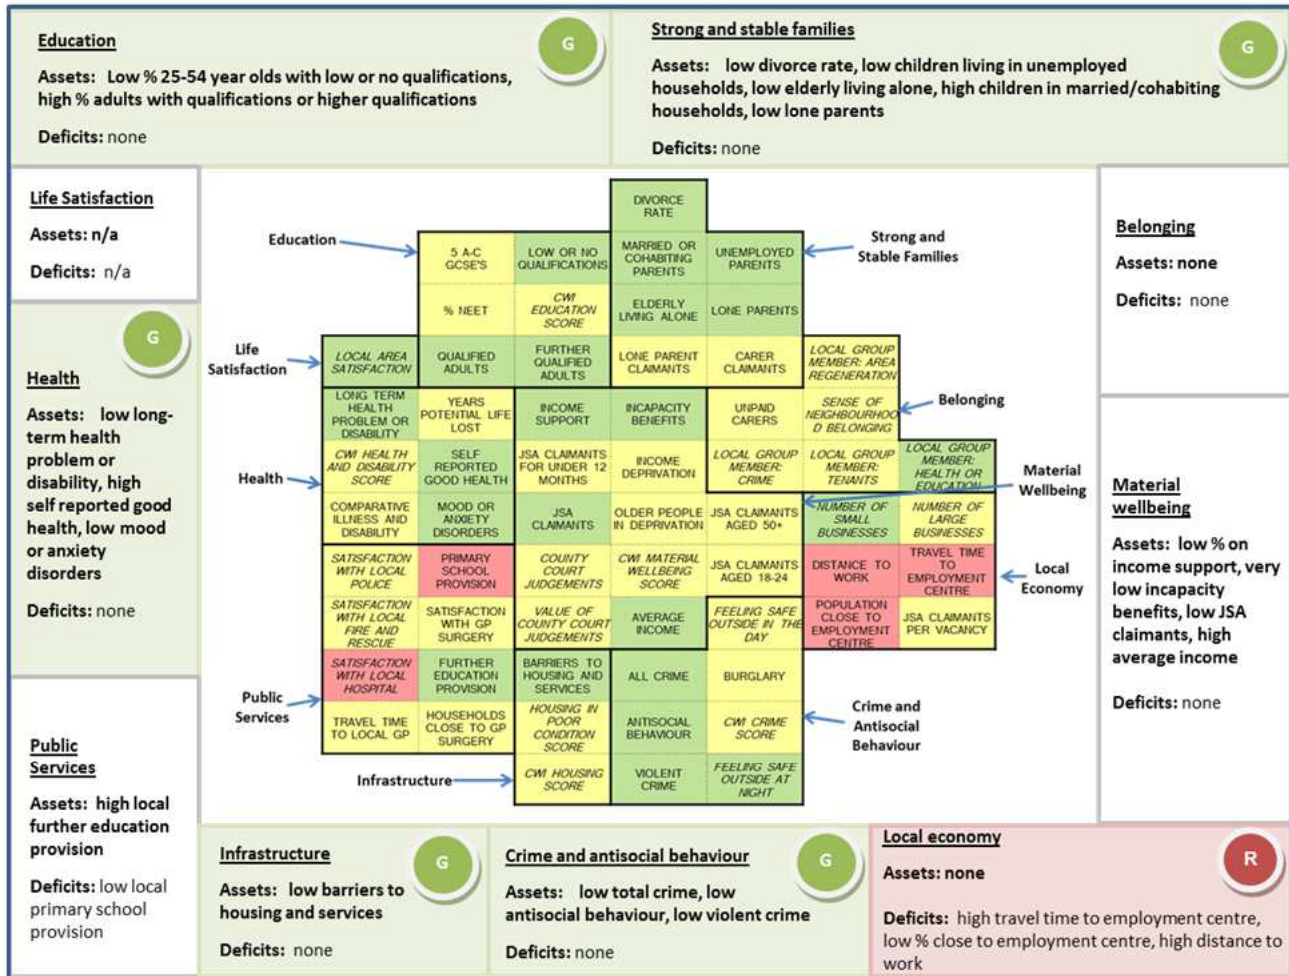 Education
G
Assets: Low % 25-54 year olds with low or no qualifications,
high % adults with qualifications or higher qualifications
Deficits: none
Strong and stable families
G
Assets: low divorce rate, low children living in unemployed
households, low elderly living alone, high children in married/cohabiting
households, low lone parents
Deficits: none
Life Satisfaction
Assets: n/a
Deficits: n/a
G
Health
Assets: low long-
term health
problem or
disability, high
self reported good
health, low mood
or anxiety
disorders
Deficits: none
Public
Services
Assets: high local
further education
provision
Deficits: low local
primary school
provision
Education
Life
Satisfaction
Health
Public
Services
Infrastructure
Strong and
Stable Families
Belonging
Material
Wellbeing
Local
Economy
Crime and
Antisocial
Behaviour
DIVORCE
RATE
5 A-C
GCSE'S
LOW OR NO
QUALIFICATIONS
MARRIED OR
COHABITING
PARENTS
UNEMPLOYED
PARENTS
% NEET
CWI
EDUCATION
SCORE
ELDERLY
LIVING ALONE
LONE PARENTS
LOCAL AREA
SATISFACTION
QUALIFIED
ADULTS
FURTHER
QUALIFIED
ADULTS
LONE PARENT
CLAIMANTS
CARER
CLAIMANTS
LOCAL GROUP
MEMBER: AREA
REGENERATION
LONG TERM
HEALTH
PROBLEM OR
DISABILITY
YEARS
POTENTIAL LIFE
LOST
INCOME
SUPPORT
INCAPACITY
BENEFITS
UNPAID
CARERS
SENSE OF
NEIGHBOURHOO
D BELONGING
CWI HEALTH
AND DISABILITY
SCORE
SELF
REPORTED
GOOD HEALTH
JSA CLAIMANTS
FOR UNDER 12
MONTHS
INCOME
DEPRIVATION
LOCAL GROUP
MEMBER:
CRIME
LOCAL GROUP
MEMBER:
TENANTS
LOCAL GROUP
MEMBER:
HEALTH OR
EDUCATION
COMPARATIVE
ILLNESS AND
DISABILITY
MOOD OR
ANXIETY
DISORDERS
JSA
CLAIMANTS
OLDER PEOPLE
IN DEPRIVATION
JSA CLAIMANTS
AGED 50+
NUMBER OF
SMALL
BUSINESSES
NUMBER OF
LARGE
BUSINESSES
SATISFACTION
WITH LOCAL
POLICE
PRIMARY
SCHOOL
PROVISION
COUNTY
COURT
JUDGEMENTS
CWI MATERIAL
WELLBEING
SCORE
JSA CLAIMANTS
AGED 18-24
DISTANCE TO
WORK
TRAVEL TIME
TO
EMPLOYMENT
CENTRE
SATISFACTION
WITH LOCAL
FIRE AND
RESCUE
SATISFACTION
WITH GP
SURGERY
VALUE OF
COUNTY COURT
JUDGEMENTS
AVERAGE
INCOME
FEELING SAFE
OUTSIDE IN THE
DAY
POPULATION
CLOSE TO
EMPLOYMENT
CENTRE
JSA CLAIMANTS
PER VACANCY
SATISFACTION
WITH LOCAL
HOSPITAL
FURTHER
EDUCATION
PROVISION
BARRIERS TO
HOUSING AND
SERVICES
ALL CRIME
BURGLARY
TRAVEL TIME
TO LOCAL GP
HOUSEHOLDS
CLOSE TO GP
SURGERY
HOUSING IN
POOR
CONDITION
SCORE
ANTISOCIAL
BEHAVIOUR
CWI CRIME
SCORE
CWI HOUSING
SCORE
VIOLENT
CRIME
FEELING SAFE
OUTSIDE AT
NIGHT
Belonging
Assets: none
Deficits: none
Material
wellbeing
Assets: low % on
income support, very
low incapacity
benefits, low JSA
claimants, high
average income
Deficits: none
Infrastructure
G
Assets: low barriers to
housing and services
Deficits: none
Crime and antisocial behaviour
G
Assets: low total crime, low
antisocial behaviour, low violent crime
Deficits: none
Local economy
R
Assets: none
Deficits: high travel time to employment centre,
low % close to employment centre, high distance to
work